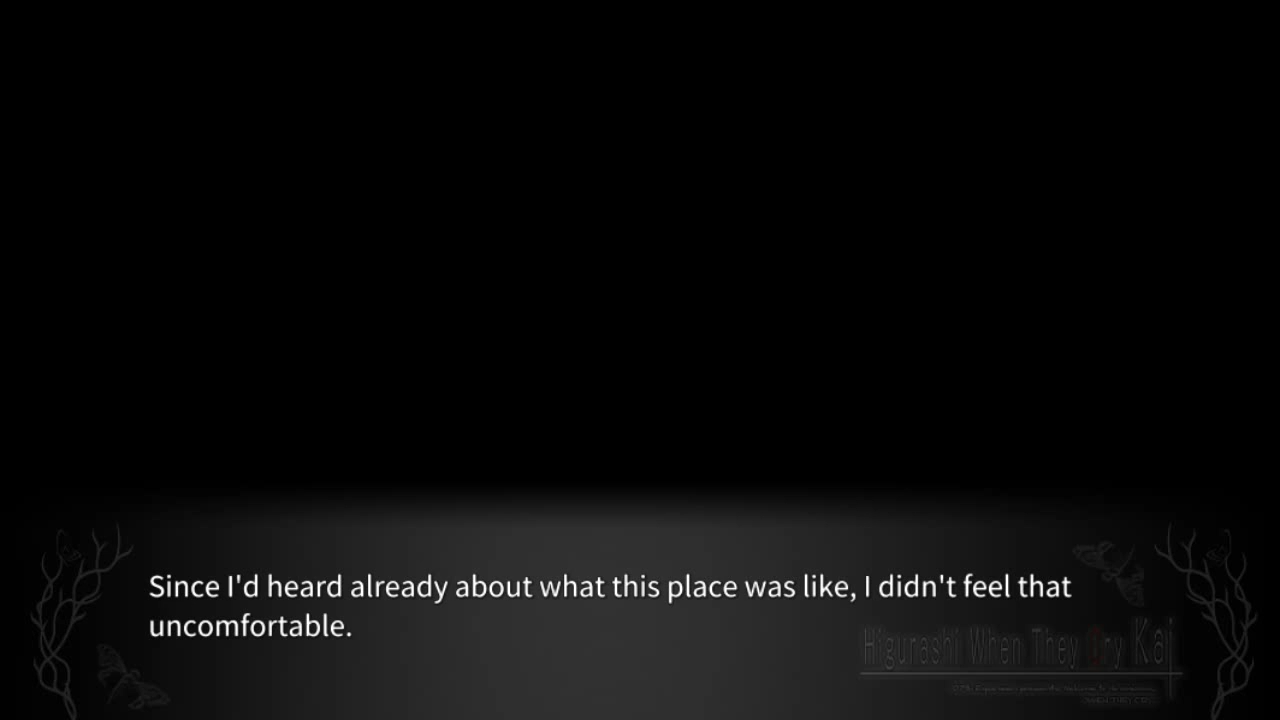 Since I'd heard already about what this place was like, I didn't feel that
uncomfortable.
Higurashi When They Cry Kai